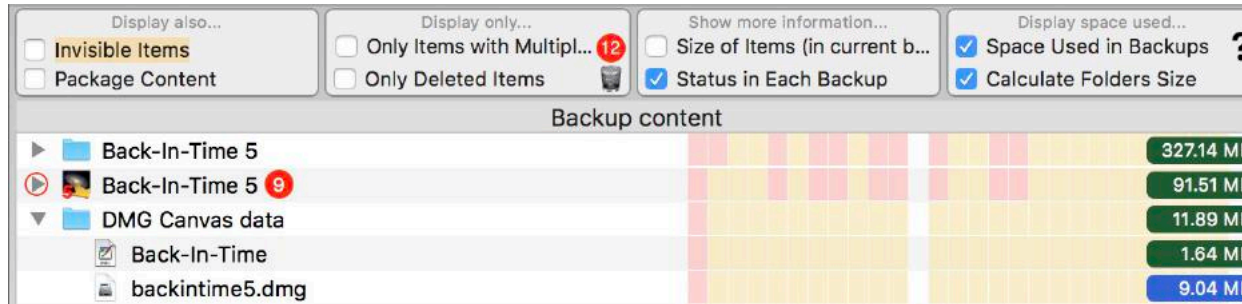 Display also...
Invisible Items
Package Content
Display only...
Only Items with Multipl... 12
Only Deleted Items
Show more information...
Size of Items (in current b...
Status in Each Backup
Display space used...
Space Used in Backups
Calculate Folders Size
?
Backup content
Back-In-Time 5 327.14 M
Back-In-Time 5 9 91.51 M
DMG Canvas data 11.89 M
Back-In-Time 1.64 M
backintime5.dmg 9.04 M